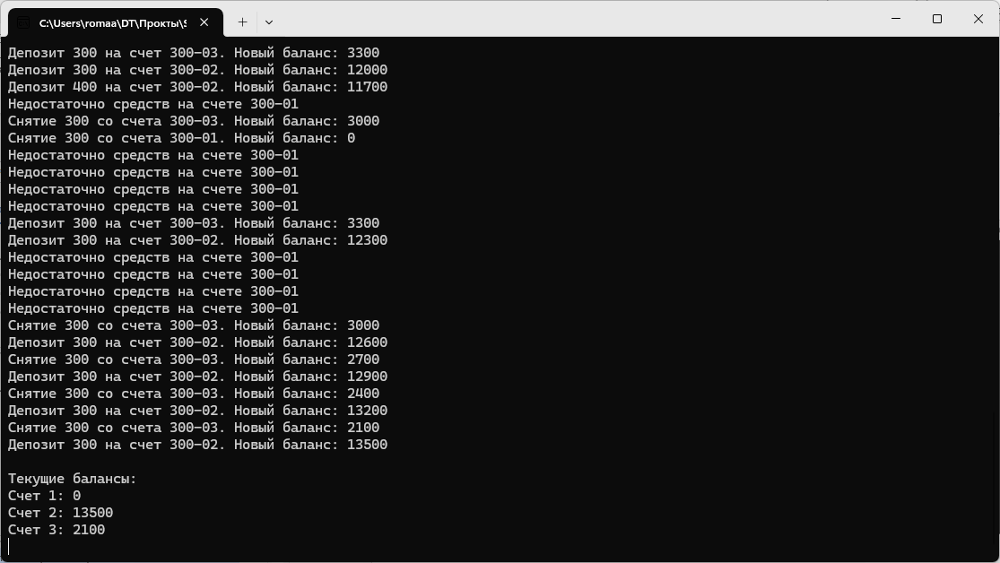 C:\Users\romaa\DT\Прокты\S
Депозит 300 на счет 300-03. Новый баланс: 3300
Депозит 300 на счет 300-02. Новый баланс: 12000
Депозит 400 на счет 300-02. Новый баланс: 11700
Недостаточно средств на счете 300-01
Снятие 300 со счета 300-03. Новый баланс: 3000
Снятие 300 со счета 300-01. Новый баланс: 0
Недостаточно средств на счете 300-01
Недостаточно средств на счете 300-01
Недостаточно средств на счете 300-01
Недостаточно средств на счете 300-01
Депозит 300 на счет 300-03. Новый баланс: 3300
Депозит 300 на счет 300-02. Новый баланс: 12300
Недостаточно средств на счете 300-01
Недостаточно средств на счете 300-01
Недостаточно средств на счете 300-01
Недостаточно средств на счете 300-01
Снятие 300 со счета 300-03. Новый баланс: 3000
Депозит 300 на счет 300-02. Новый баланс: 12600
Снятие 300 со счета 300-03. Новый баланс: 2700
Депозит 300 на счет 300-02. Новый баланс: 12900
Снятие 300 со счета 300-03. Новый баланс: 2400
Депозит 300 на счет 300-02. Новый баланс: 13200
Снятие 300 со счета 300-03. Новый баланс: 2100
Депозит 300 на счет 300-02. Новый баланс: 13500
Текущие балансы:
Счет 1: 0
Счет 2: 13500
Счет 3: 2100